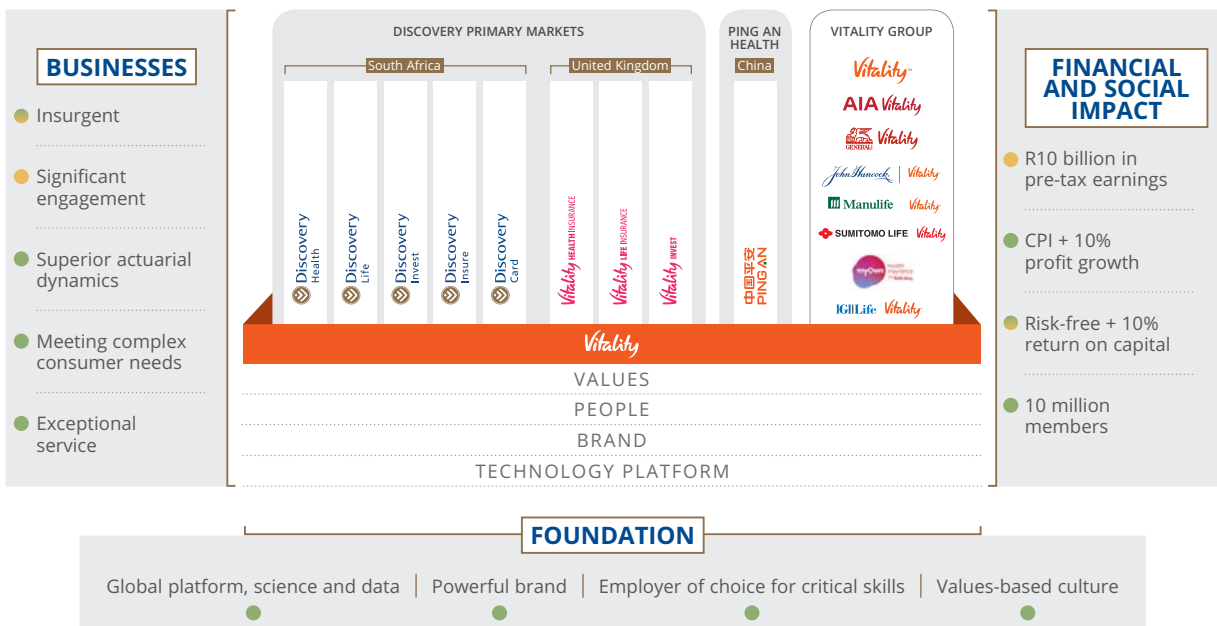 BUSINESSES
Insurgent
Significant
engagement
Superior actuarial
dynamics
Meeting complex
consumer needs
Exceptional
service
DISCOVERY PRIMARY MARKETS
South Africa
United Kingdom
Discovery
Health
Discovery
Life
Discovery
Invest
Discovery
Insure
Discovery
Card
Vitality HEALTH INSURANCE
Vitality LIFE INSURANCE
Vitality INVEST
PING AN
HEALTH
China
中国平安
PING AN
VITALITY GROUP
Vitality™
AIA Vitality
GENERALI Vitality
John Hancock | Vitality
Manulife Vitality
SUMITOMO LIFE Vitality
myOwn health
insurance
IGI Life Vitality
Vitality
VALUES
PEOPLE
BRAND
TECHNOLOGY PLATFORM
FINANCIAL
AND SOCIAL
IMPACT
R10 billion in
pre-tax earnings
CPI + 10%
profit growth
Risk-free + 10%
return on capital
10 million
members
FOUNDATION
Global platform, science and data | Powerful brand | Employer of choice for critical skills | Values-based culture